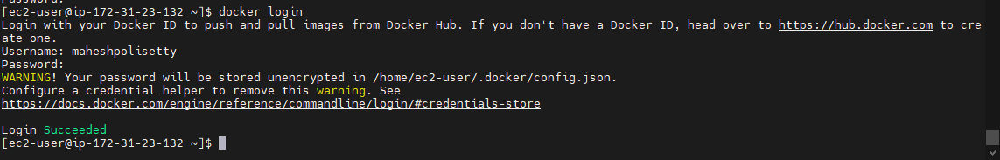 [ec2-user@ip-172-31-23-132 ~]$ docker login
Login with your Docker ID to push and pull images from Docker Hub. If you don't have a Docker ID, head over to https://hub.docker.com to cre
ate one.
Username: maheshpolisetty
Password:
WARNING! Your password will be stored unencrypted in /home/ec2-user/.docker/config.json.
Configure a credential helper to remove this warning. See
https://docs.docker.com/engine/reference/commandline/login/#credentials-store
Login Succeeded
[ec2-user@ip-172-31-23-132 ~]$